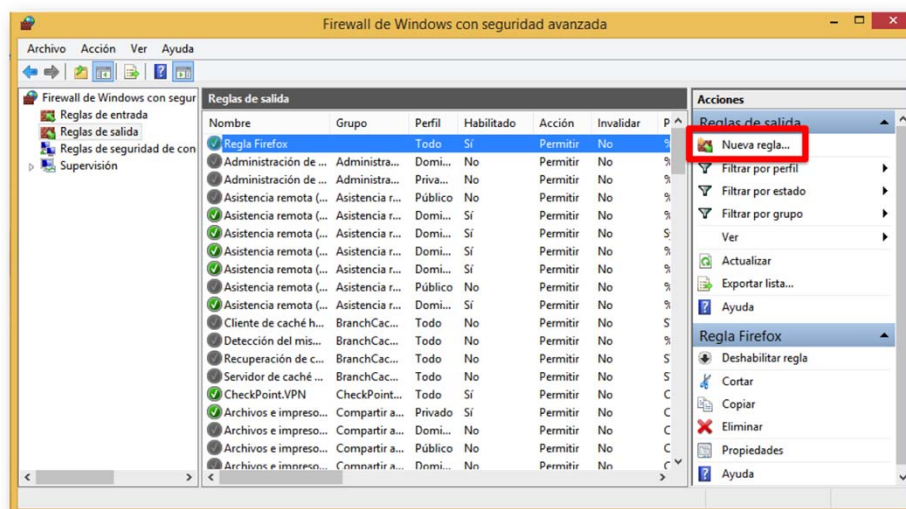 Firewall de Windows con seguridad avanzada
Archivo Acción Ver Ayuda
Firewall de Windows con segur
Reglas de entrada
Reglas de salida
Reglas de seguridad de con
Supervisión
Reglas de salida
Nombre Grupo Perfil Habilitado Acción Invalidar P
Regla Firefox Todo Sí Permitir No %
Administración de ... Administra... Domi... No Permitir No %
Administración de ... Administra... Priva... No Permitir No %
Asistencia remota (... Asistencia r... Público No Permitir No %
Asistencia remota (... Asistencia r... Domi... Sí Permitir No %
Asistencia remota (... Asistencia r... Domi... Sí Permitir No S
Asistencia remota (... Asistencia r... Domi... Sí Permitir No %
Asistencia remota (... Asistencia r... Domi... Sí Permitir No %
Asistencia remota (... Asistencia r... Público No Permitir No %
Asistencia remota (... Asistencia r... Domi... Sí Permitir No %
Cliente de caché h... BranchCac... Todo No Permitir No S
Detección del mis... BranchCac... Todo No Permitir No %
Recuperación de c... BranchCac... Todo No Permitir No S
Servidor de caché ... BranchCac... Todo No Permitir No S
CheckPoint.VPN CheckPoint... Todo Sí Permitir No C
Archivos e impreso... Compartir a... Privado Sí Permitir No C
Archivos e impreso... Compartir a... Domi... No Permitir No C
Archivos e impreso... Compartir a... Público No Permitir No C
Archivos e impreso... Compartir a... Domi... No Permitir No C
Acciones
Reglas de salida
Nueva regla...
Filtrar por perfil
Filtrar por estado
Filtrar por grupo
Ver
Actualizar
Exportar lista...
Ayuda
Regla Firefox
Deshabilitar regla
Cortar
Copiar
Eliminar
Propiedades
Ayuda